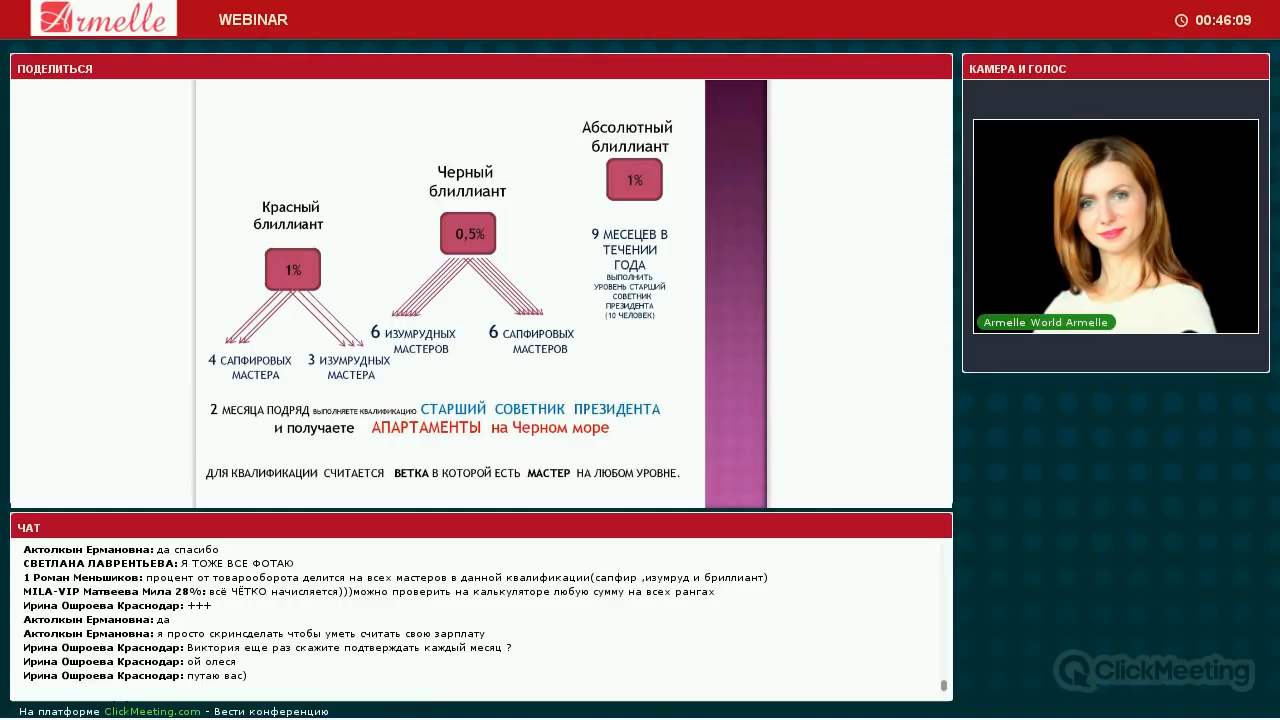 Armelle
WEBINAR
00:46:09
ПОДЕЛИТЬСЯ
КАМЕРА И ГОЛОС
Абсолютный
блиллиант
1%
Черный
блиллиант
0,5%
Красный
блиллиант
1%
9 МЕСЕЦЕВ В
ТЕЧЕНИИ
ГОДА
ВЫПОЛНИТЬ
УРОВЕНЬ СТАРШИЙ
СОВЕТНИК
ПРЕЗИДЕНТА
(10 ЧЕЛОВЕК)
6 ИЗУМРУДНЫХ
МАСТЕРОВ
6 САПФИРОВЫХ
МАСТЕРОВ
4 САПФИРОВЫХ
МАСТЕРА
3 ИЗУМРУДНЫХ
МАСТЕРА
2 МЕСЯЦА ПОДРЯД ВЫПОЛНЯЕТЕ КВАЛИФИКАЦИЮ СТАРШИЙ СОВЕТНИК ПРЕЗИДЕНТА
и получаете АПАРТАМЕНТЫ на Черном море
ДЛЯ КВАЛИФИКАЦИИ СЧИТАЕТСЯ ВЕТКА В КОТОРОЙ ЕСТЬ МАСТЕР НА ЛЮБОМ УРОВНЕ.
Armelle World Armelle
ЧАТ
Актолкын Ермановна: да спасибо
СВЕТЛАНА ЛАВРЕНТЬЕВА: Я ТОЖЕ ВСЕ ФОТАЮ
1 Роман Меньшиков: процент от товарооборота делится на всех мастеров в данной квалификации(сапфир ,изумруд и бриллиант)
MILA-VIP Матвеева Мила 28%: всё ЧЁТКО начисляется)))можно проверить на калькуляторе любую сумму на всех рангах
Ирина Ошроева Краснодар: +++
Актолкын Ермановна: да
Актолкын Ермановна: я просто скринсделать чтобы уметь считать свою зарплату
Ирина Ошроева Краснодар: Виктория еще раз скажите подтверждать каждый месяц ?
Ирина Ошроева Краснодар: ой олеся
Ирина Ошроева Краснодар: путаю вас)
ClickMeeting
На платформе ClickMeeting.com - Вести конференцию